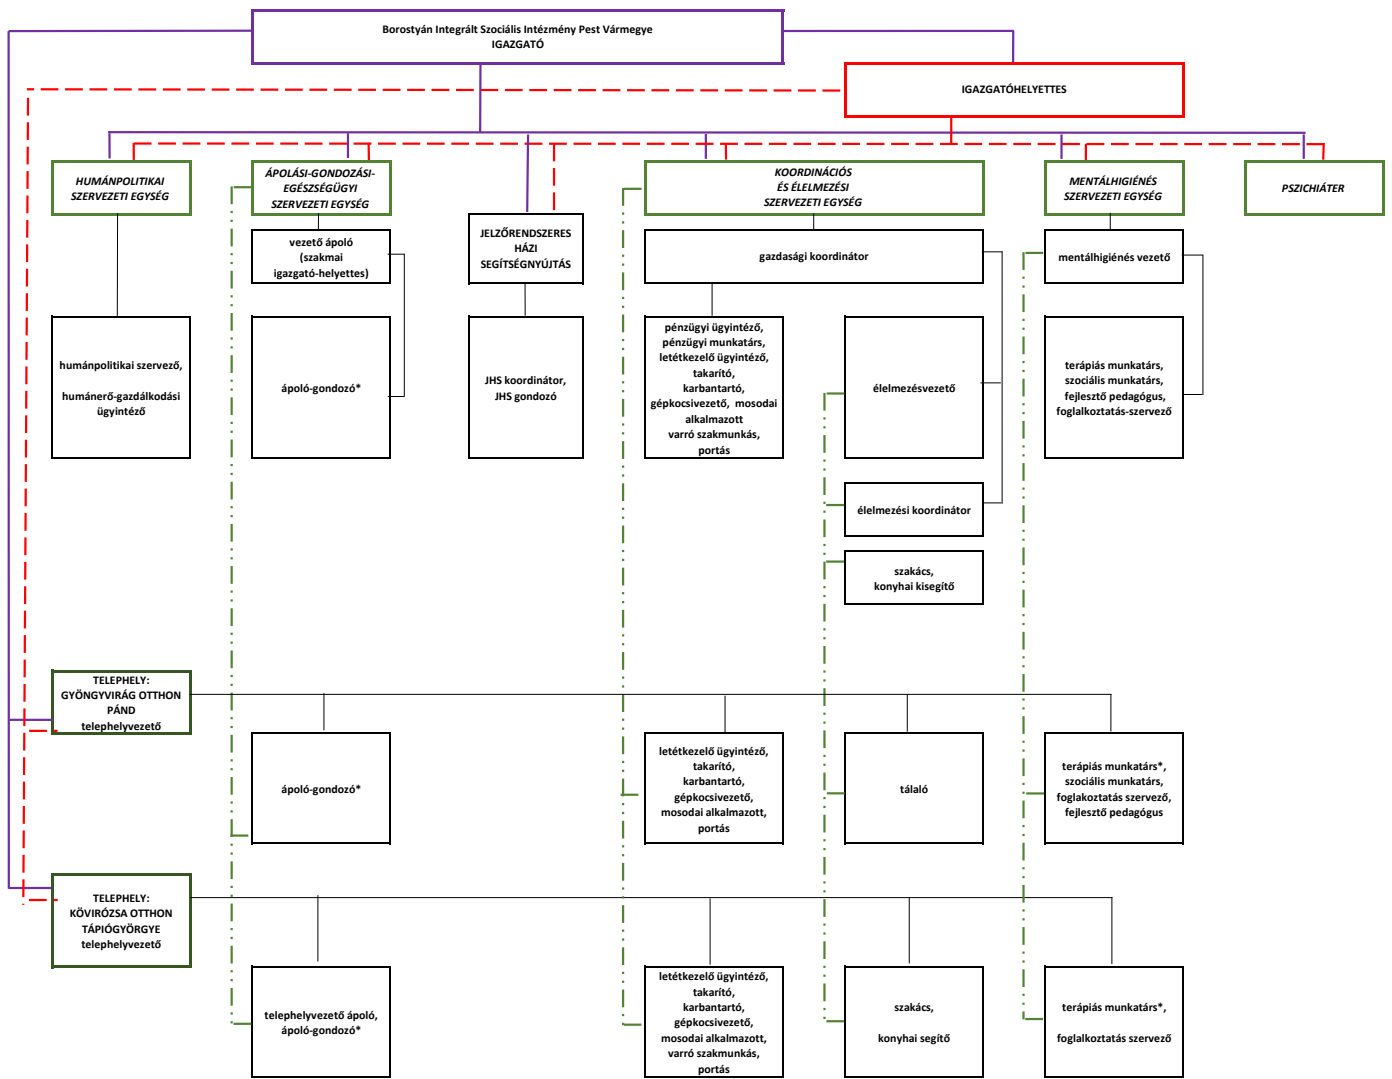 Borostyán Integrált Szociális Intézmény Pest Vármegye
IGAZGATÓ
IGAZGATÓHELYETTES
HUMÁNPOLITIKAI
SZERVEZETI EGYSÉG
ÁPOLÁSI-GONDOZÁSI-
EGÉSZSÉGÜGYI
SZERVEZETI EGYSÉG
KOORDINÁCIÓS
ÉS ÉLELMEZÉSI
SZERVEZETI EGYSÉG
MENTÁLHIGIÉNÉS
SZERVEZETI EGYSÉG
PSZICHIÁTER
JELZŐRENDSZERES
HÁZI
SEGÍTSÉGNYÚJTÁS
vezető ápoló
(szakmai
igazgató-helyettes)
gazdasági koordinátor
mentálhigiénés vezető
humánpolitikai szervező,
humánerő-gazdálkodási
ügyintéző
ápoló-gondozó*
JHS koordinátor,
JHS gondozó
pénzügyi ügyintéző,
pénzügyi munkatárs,
letétkezelő ügyintéző,
takarító,
karbantartó,
gépkocsivezető, mosodai
alkalmazott
varró szakmunkás,
portás
élelmezésvezető
terápiás munkatárs,
szociális munkatárs,
fejlesztő pedagógus,
foglalkoztatás-szervező
élelmezési koordinátor
szakács,
konyhai kisegítő
TELEPHELY:
GYÖNGYVIRÁG OTTHON
PÁND
telephelyvezető
ápoló-gondozó*
letétkezelő ügyintéző,
takarító,
karbantartó,
gépkocsivezető,
mosodai alkalmazott,
portás
tálaló
terápiás munkatárs*,
szociális munkatárs,
foglakoztatás szervező,
fejlesztő pedagógus
TELEPHELY:
KÖVIRÓZSA OTTHON
TÁPIÓGYÖRGYE
telephelyvezető
telephelyvezető ápoló,
ápoló-gondozó*
letétkezelő ügyintéző,
takarító,
karbantartó,
gépkocsivezető,
mosodai alkalmazott,
varró szakmunkás,
portás
szakács,
konyhai segítő
terápiás munkatárs*,
foglalkoztatás szervező